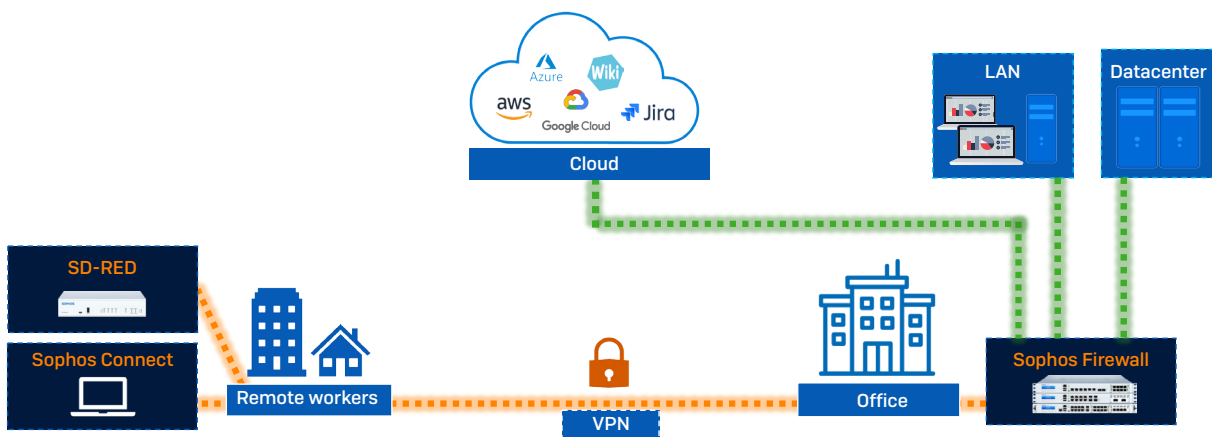 Azure
Wiki
aws
Google Cloud
Jira
Cloud
LAN
Datacenter
SD-RED
SOPHOS
Sophos Connect
Remote workers
VPN
Office
Sophos Firewall